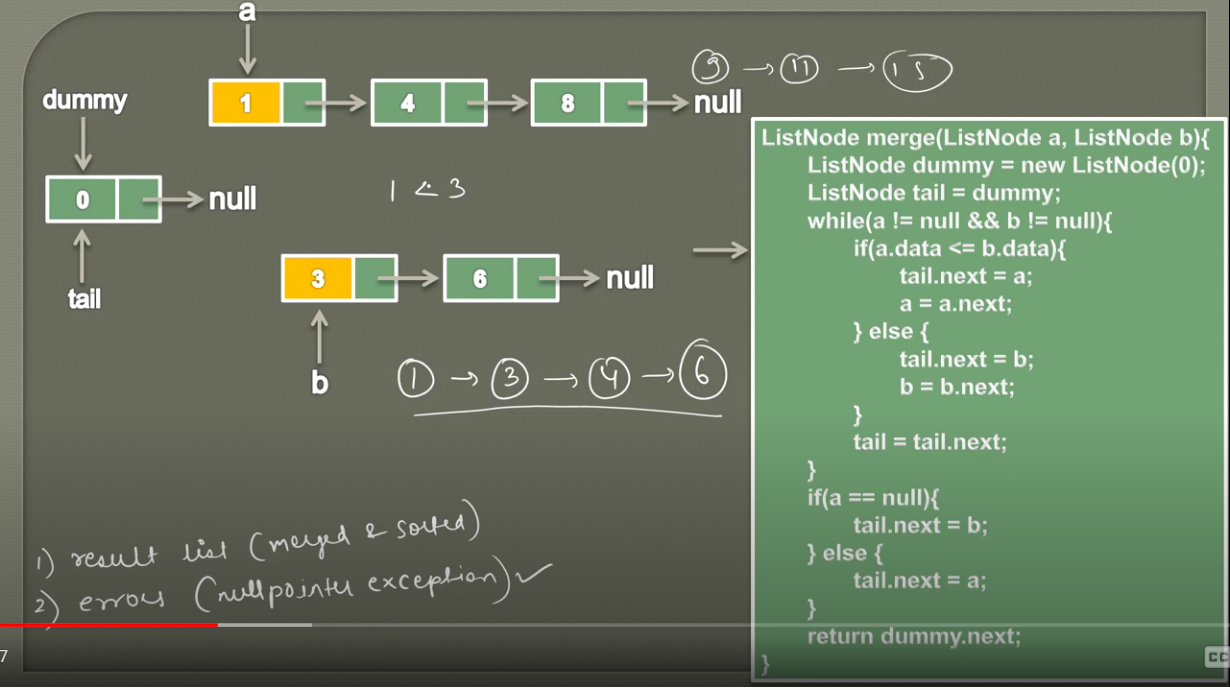 a
9 → 11 → 15
dummy
1 4 8 null
0 null
1 <= 3
3 6 null
tail
b
1 → 3 → 4 → 6
1) result list (merged & sorted)
2) errors (nullpointer exception) ✓
ListNode merge(ListNode a, ListNode b){
ListNode dummy = new ListNode(0);
ListNode tail = dummy;
while(a != null && b != null){
if(a.data <= b.data){
tail.next = a;
a = a.next;
} else {
tail.next = b;
b = b.next;
}
tail = tail.next;
}
if(a == null){
tail.next = b;
} else {
tail.next = a;
}
return dummy.next;
}
7
CC